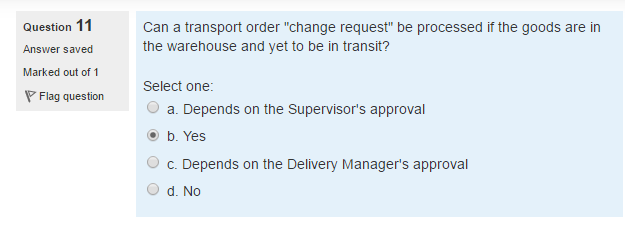 Question 11
Answer saved
Marked out of 1
Flag question
Can a transport order "change request" be processed if the goods are in
the warehouse and yet to be in transit?
Select one:
a. Depends on the Supervisor's approval
b. Yes
c. Depends on the Delivery Manager's approval
d. No